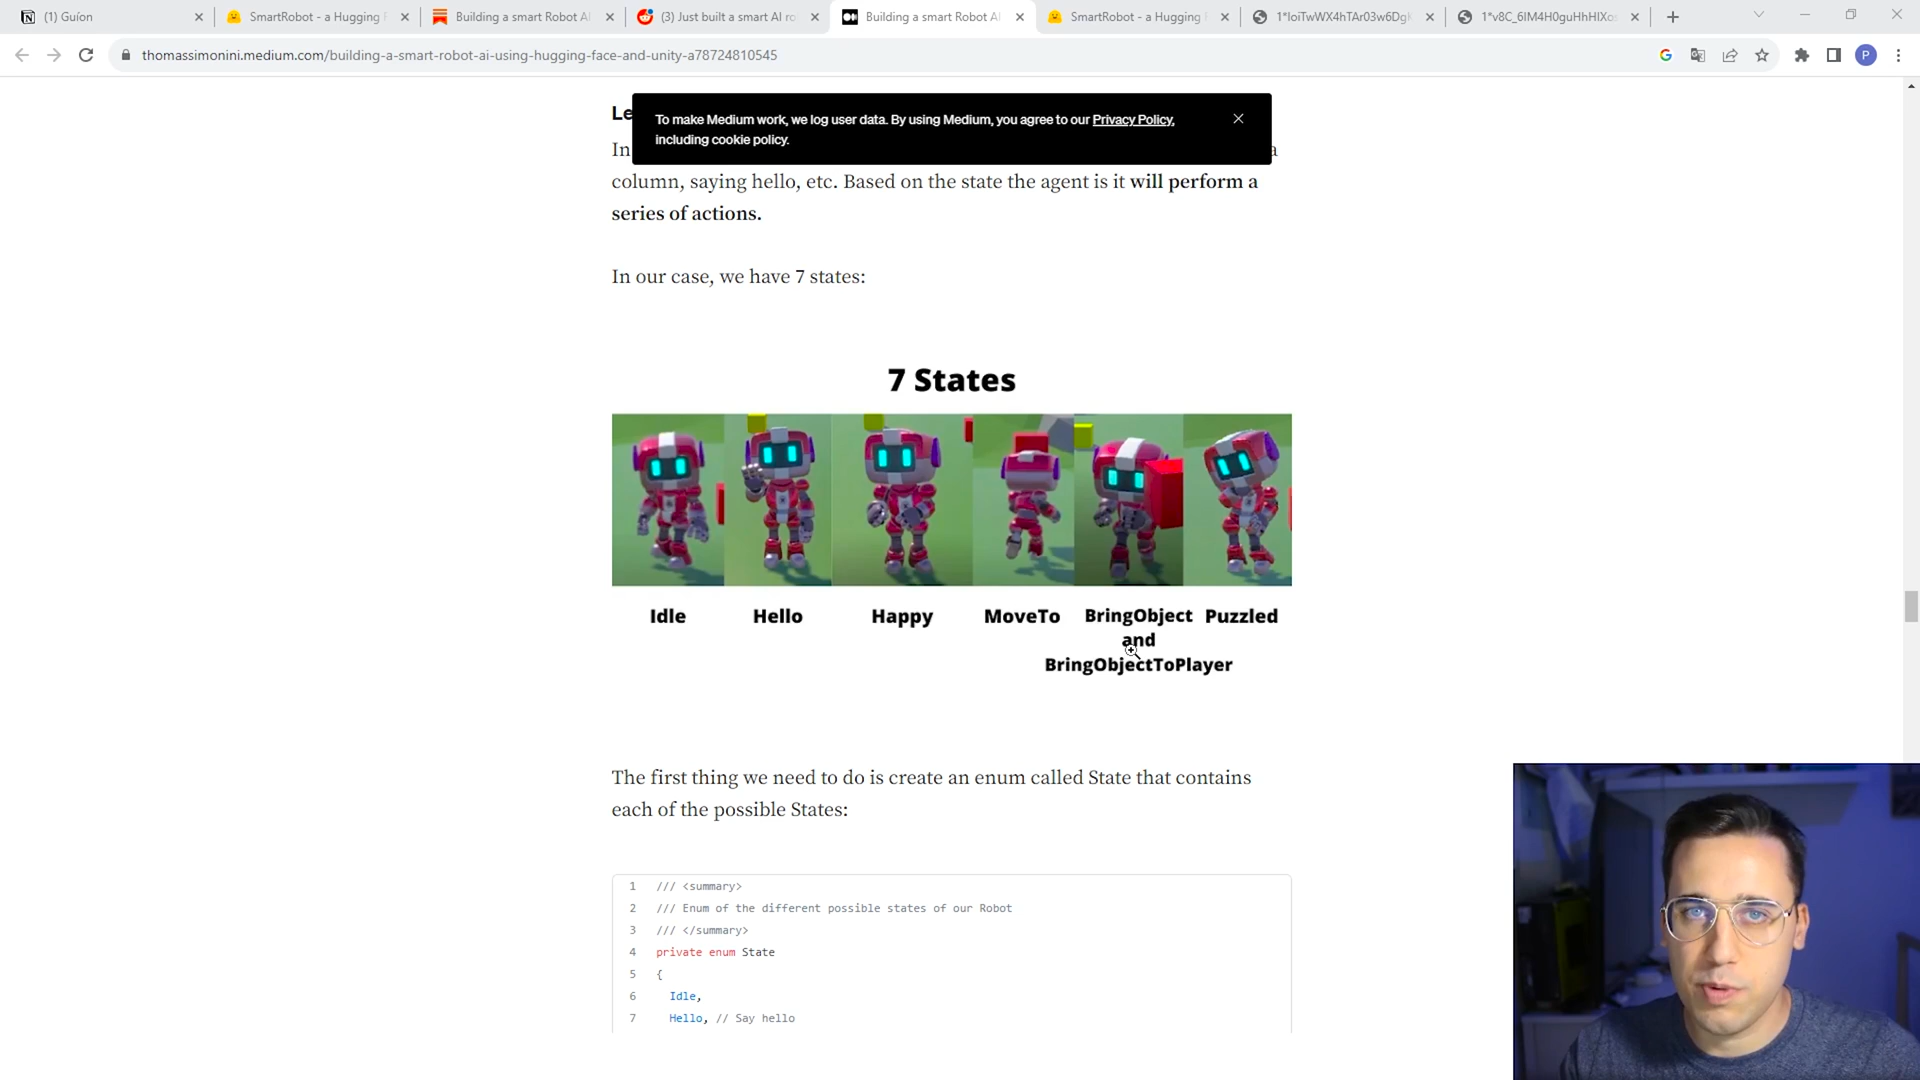 (1) Guíon
SmartRobot - a Hugging F
Building a smart Robot AI
(3) Just built a smart AI ro
Building a smart Robot AI
SmartRobot - a Hugging F
1*v8C_6IM4H0guHhHIXos
thomassimonini.medium.com/building-a-smart-robot-ai-using-hugging-face-and-unity-a78724810545
P
Le
To make Medium work, we log user data. By using Medium, you agree to our Privacy Policy,
including cookie policy.
In
a
column, saying hello, etc. Based on the state the agent is it will perform a
series of actions.
In our case, we have 7 states:
7 States
Idle
Hello
Happy
MoveTo
BringObject
and
BringObjectToPlayer
Puzzled
The first thing we need to do is create an enum called State that contains
each of the possible States:
1 /// <summary>
2 /// Enum of the different possible states of our Robot
3 /// </summary>
4 private enum State
5 {
6 Idle,
7 Hello, // Say hello